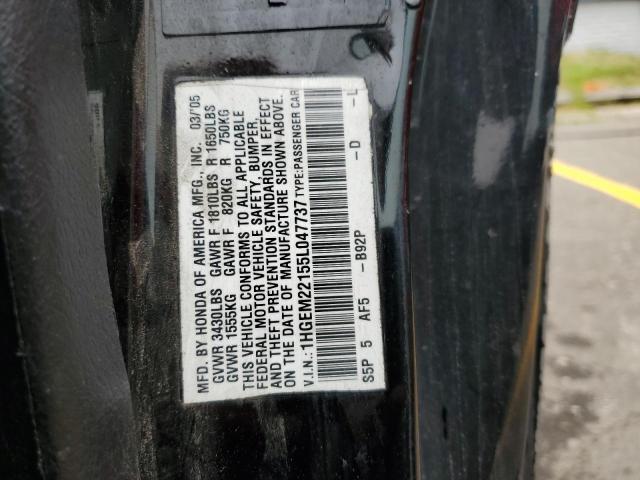 MFD. BY HONDA OF AMERICA MFG., INC. 03/'05
GVWR 3430LBS GAWR F 1810LBS R 1650LBS
GVWR 1555KG GAWR F 820KG R 750KG
THIS VEHICLE CONFORMS TO ALL APPLICABLE
FEDERAL MOTOR VEHICLE SAFETY, BUMPER,
AND THEFT PREVENTION STANDARDS IN EFFECT
ON THE DATE OF MANUFACTURE SHOWN ABOVE.
V.I.N.: 1HGEM22155L047737 TYPE:PASSENGER CAR
S5P 5 AF5 -B92P -D -L